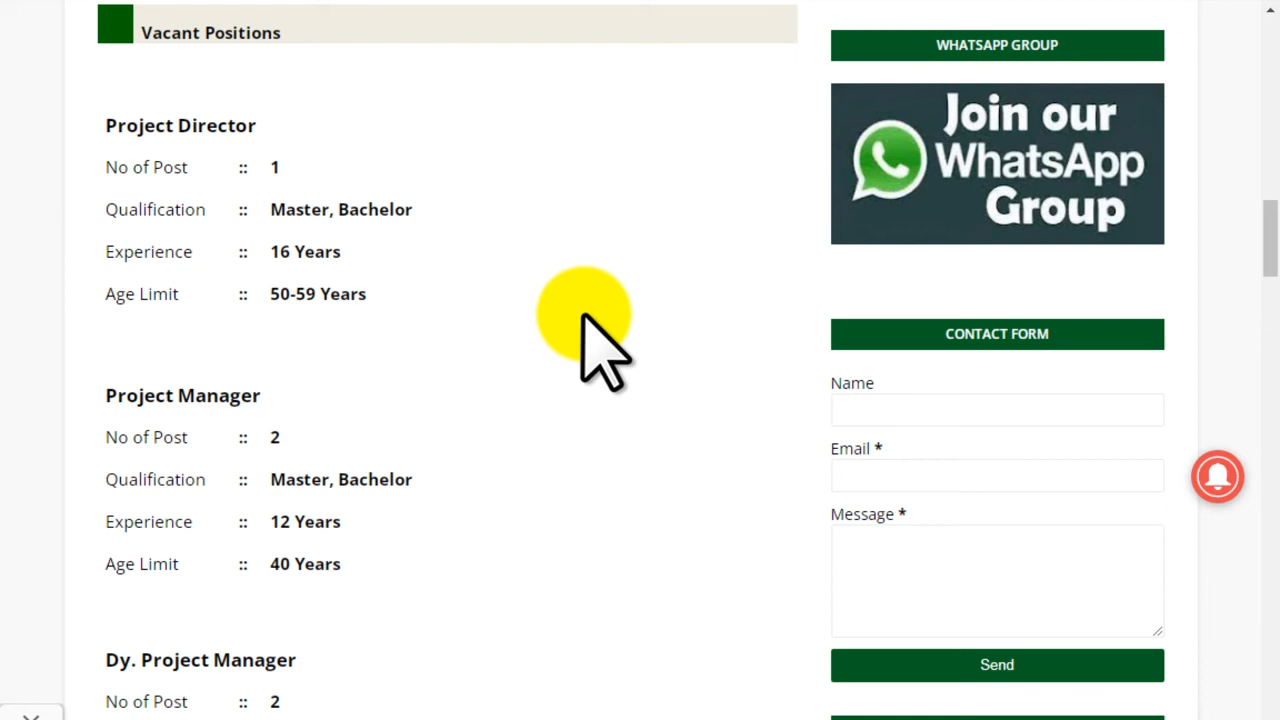 Vacant Positions
Project Director
No of Post :: 1
Qualification :: Master, Bachelor
Experience :: 16 Years
Age Limit :: 50-59 Years
Project Manager
No of Post :: 2
Qualification :: Master, Bachelor
Experience :: 12 Years
Age Limit :: 40 Years
Dy. Project Manager
No of Post :: 2
WHATSAPP GROUP
Join our
WhatsApp
Group
CONTACT FORM
Name
Email *
Message *
Send